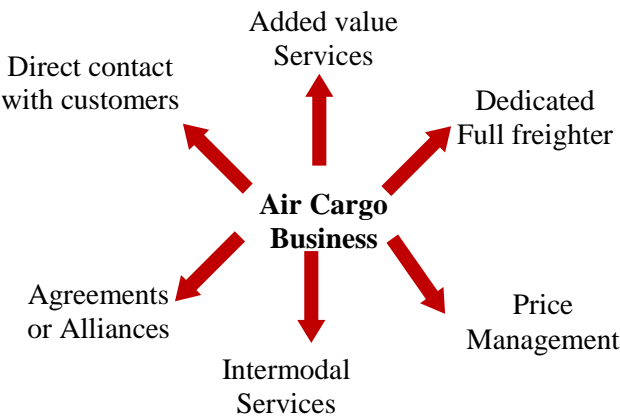 Added value
Services
Direct contact
with customers
Dedicated
Full freighter
Air Cargo
Business
Agreements
or Alliances
Price
Management
Intermodal
Services